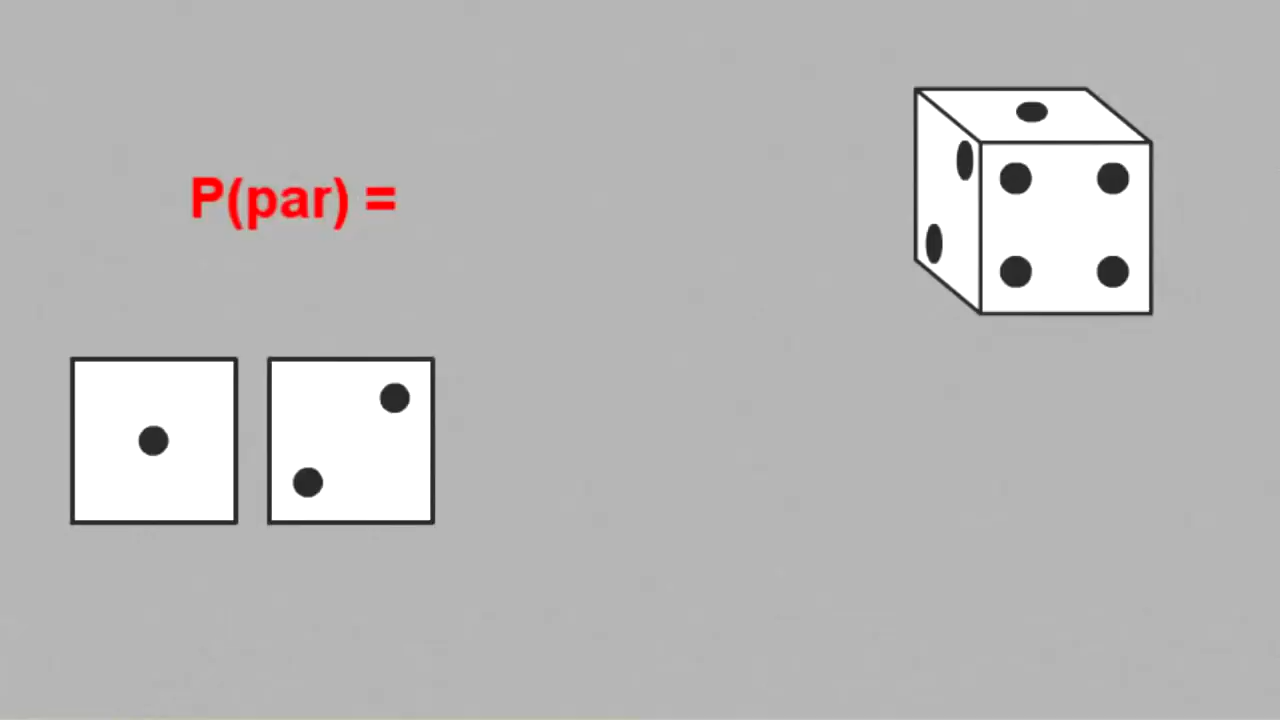 P(par) =